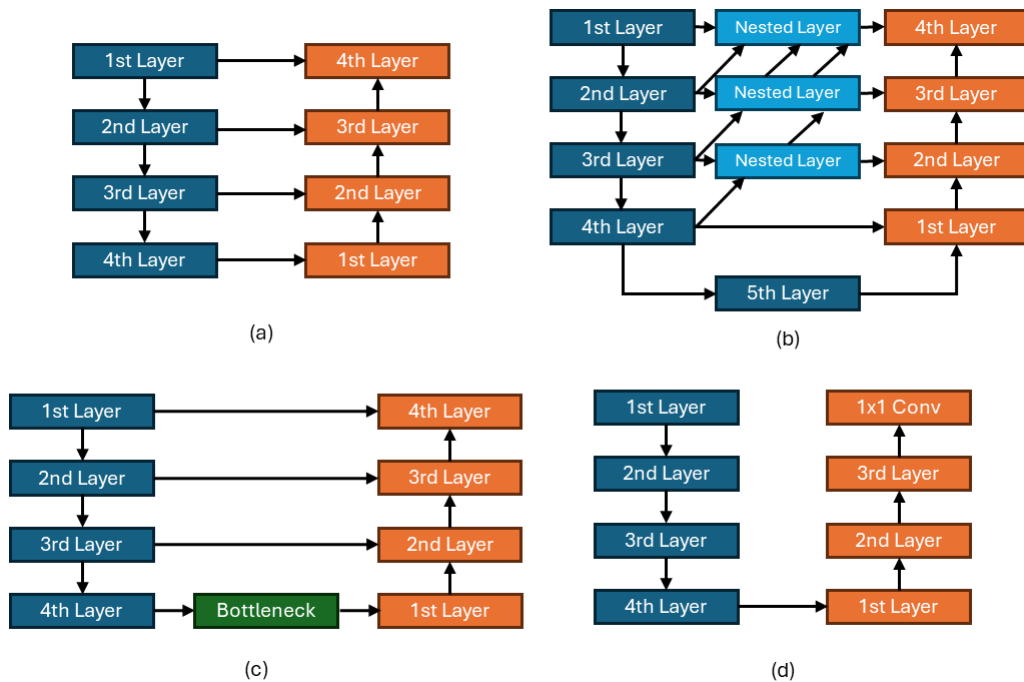 1st Layer
4th Layer
2nd Layer
3rd Layer
3rd Layer
2nd Layer
4th Layer
1st Layer
(a)
1st Layer
Nested Layer
4th Layer
2nd Layer
Nested Layer
3rd Layer
3rd Layer
Nested Layer
2nd Layer
4th Layer
1st Layer
5th Layer
(b)
1st Layer
4th Layer
2nd Layer
3rd Layer
3rd Layer
2nd Layer
4th Layer
Bottleneck
1st Layer
(c)
1st Layer
1x1 Conv
2nd Layer
3rd Layer
3rd Layer
2nd Layer
4th Layer
1st Layer
(d)